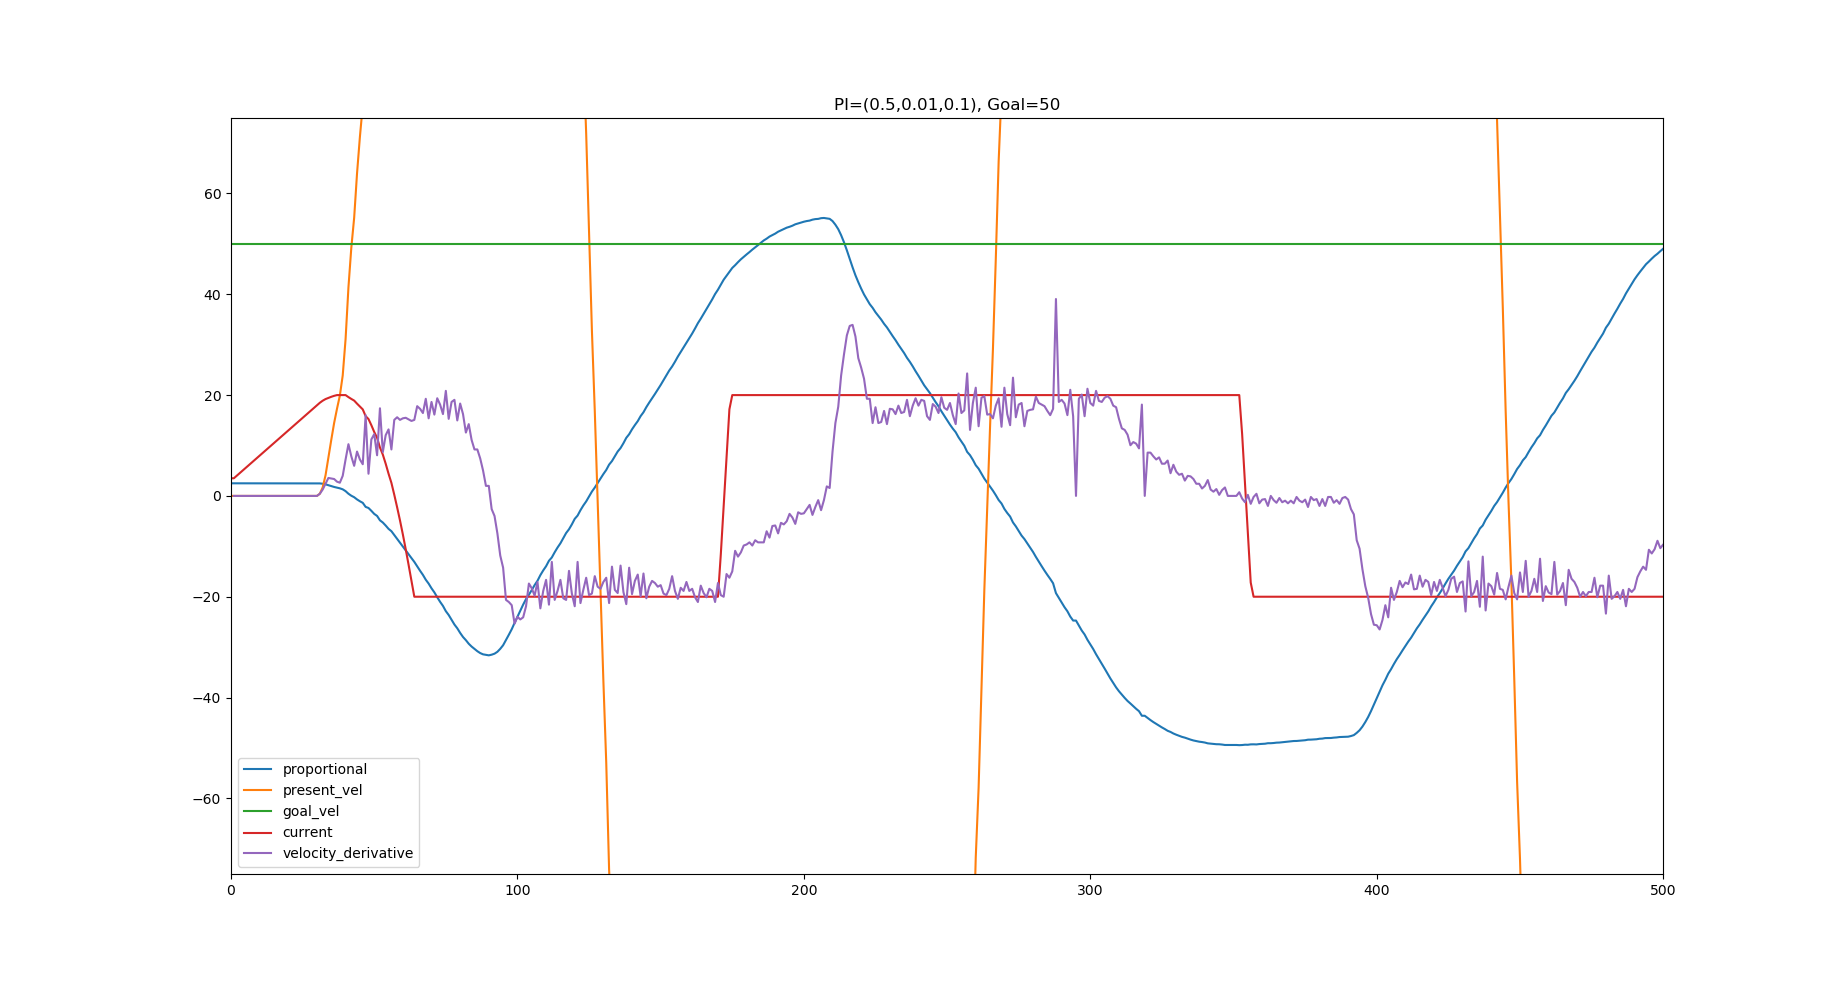 PI=(0.5,0.01,0.1), Goal=50
60
40
20
0
−20
−40
−60
proportional
present_vel
goal_vel
current
velocity_derivative
0 100 200 300 400 500